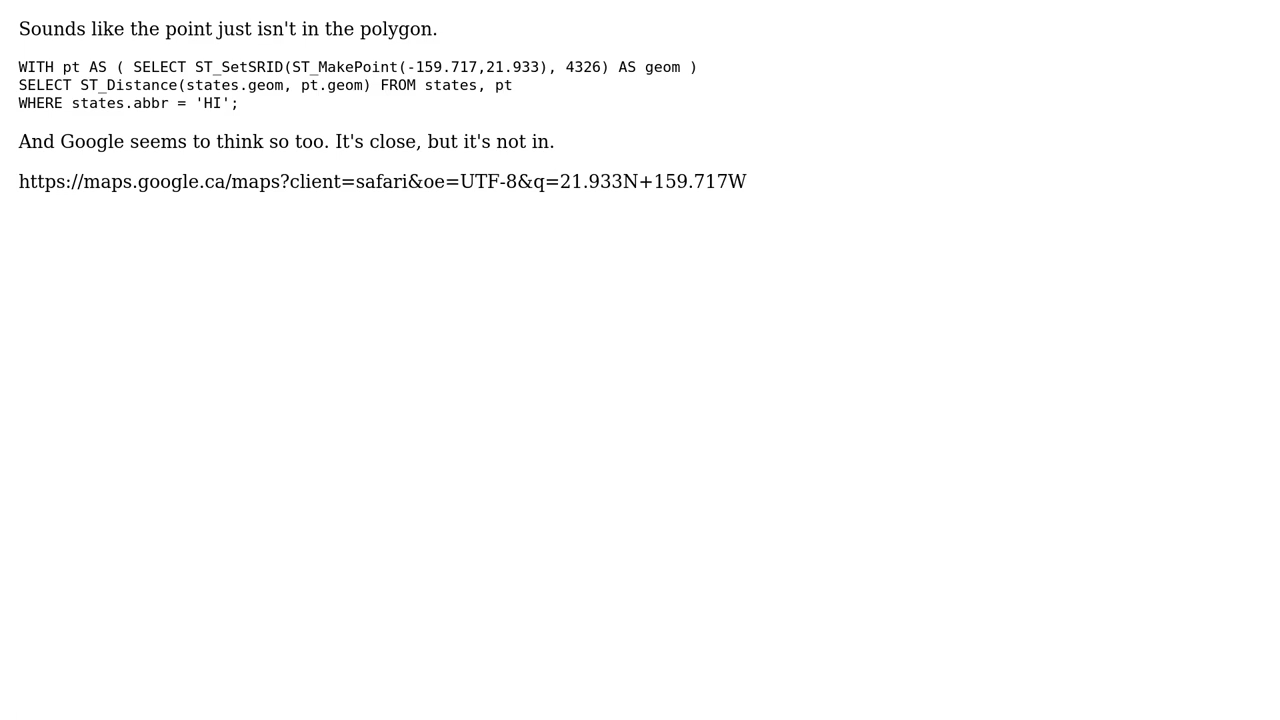 Sounds like the point just isn't in the polygon.
WITH pt AS ( SELECT ST_SetSRID(ST_MakePoint(-159.717,21.933), 4326) AS geom )
SELECT ST_Distance(states.geom, pt.geom) FROM states, pt
WHERE states.abbr = 'HI';
And Google seems to think so too. It's close, but it's not in.
https://maps.google.ca/maps?client=safari&oe=UTF-8&q=21.933N+159.717W